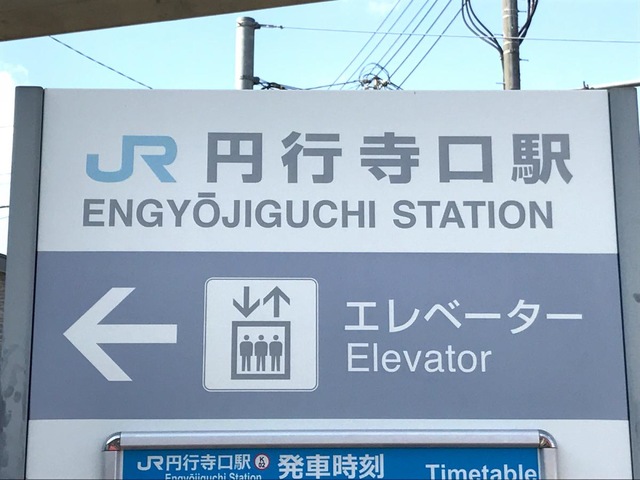 JR 円行寺口駅
ENGYŌJIGUCHI STATION
エレベーター
Elevator
JR円行寺口駅 K02 発車時刻 Timetable
Engyōjiguchi Station